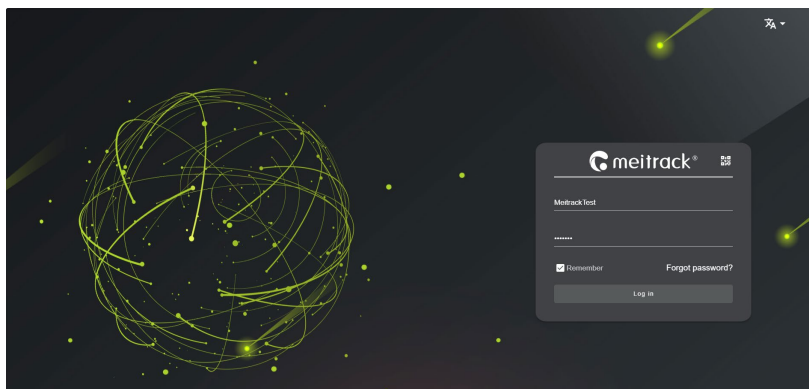 meitrack®
MeitrackTest
•••••••
Remember
Forgot password?
Log in